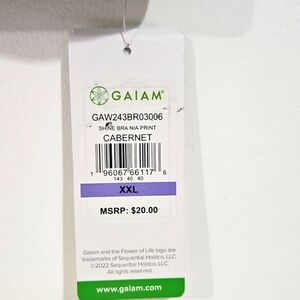 GAIAM®
GAW243BR03006
SHINE BRA NIA PRINT
CABERNET
1 96067 66117 6
143 40 40
XXL
MSRP: $20.00
Gaiam and the Flower of Life logo are
trademarks of Sequential Holdco, LLC.
©2022 Sequential Holdco, LLC.
All rights reserved.
www.gaiam.com